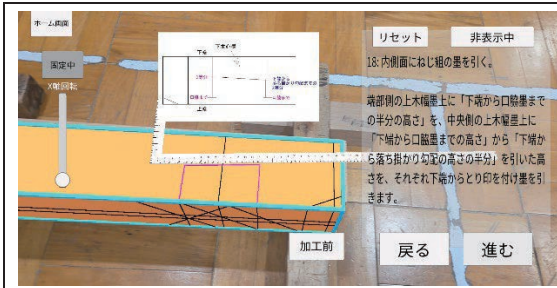 ホーム画面
固定中
X軸回転
下端
上端
リセット
非表示中
18: 内側面にねじ組の墨を引く。
端部側の上木幅墨上に「下端から口脇墨まで
の半分の高さ」を、中央側の上木幅墨上に
「下端から口脇墨までの高さ」から「下端か
ら落ち掛かり勾配の高さの半分」を引いた高
さを、それぞれ下端からとり印を付け墨を引
きます。
加工前
戻る
進む